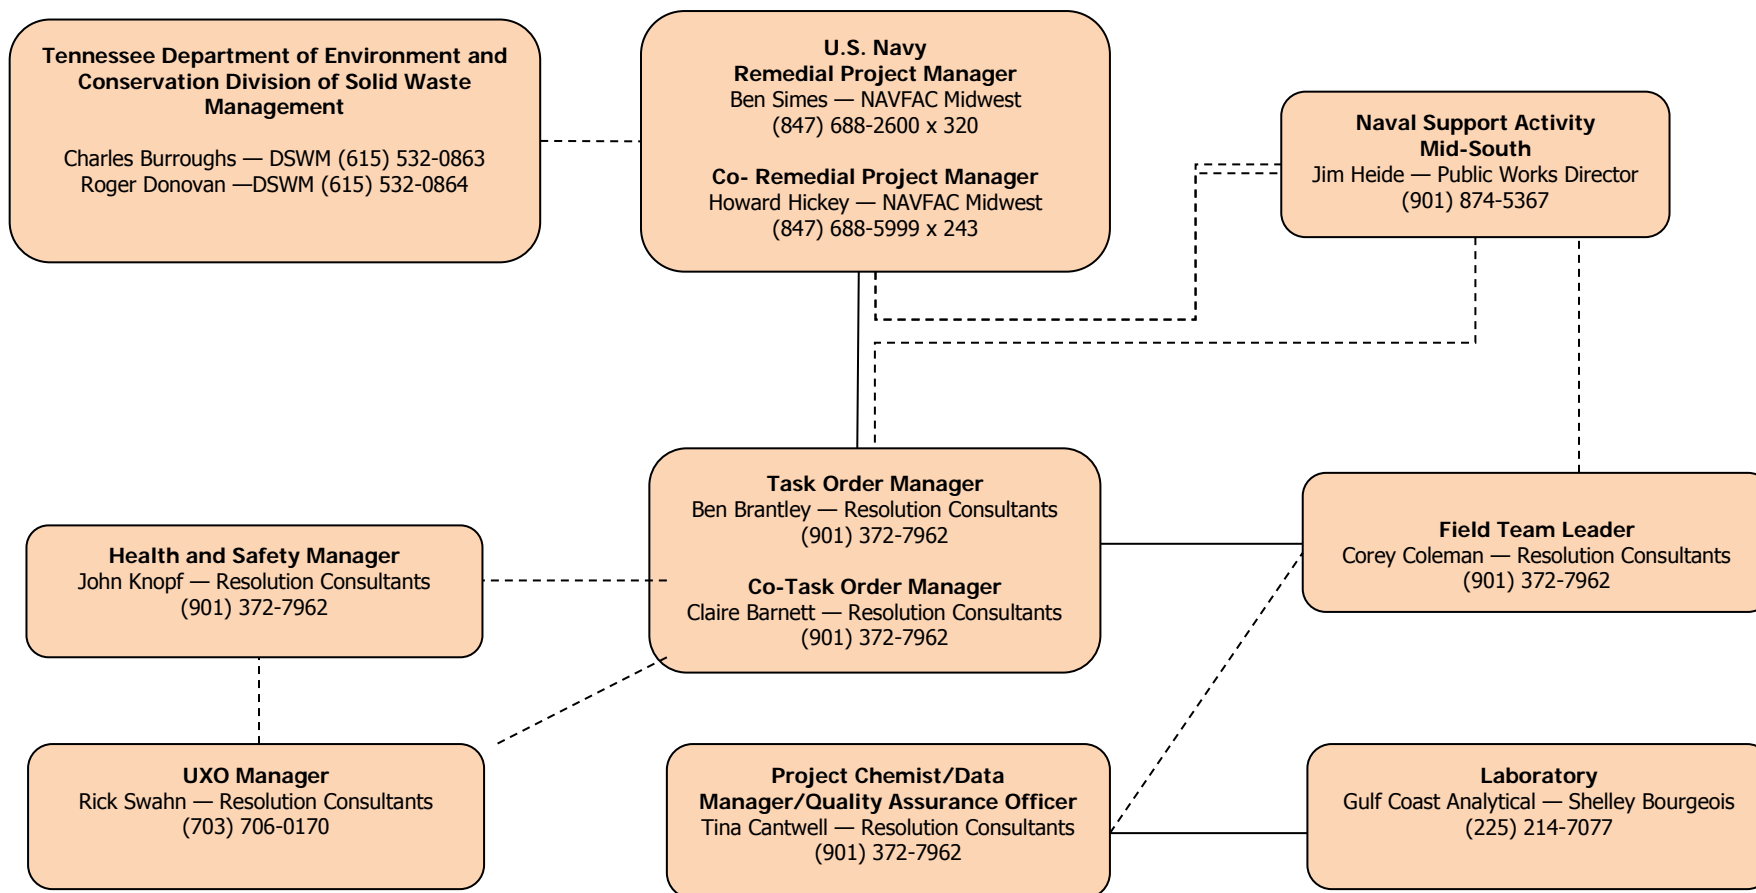 Tennessee Department of Environment and
Conservation Division of Solid Waste
Management
Charles Burroughs — DSWM (615) 532-0863
Roger Donovan —DSWM (615) 532-0864
U.S. Navy
Remedial Project Manager
Ben Simes — NAVFAC Midwest
(847) 688-2600 x 320
Co- Remedial Project Manager
Howard Hickey — NAVFAC Midwest
(847) 688-5999 x 243
Naval Support Activity
Mid-South
Jim Heide — Public Works Director
(901) 874-5367
Task Order Manager
Ben Brantley — Resolution Consultants
(901) 372-7962
Co-Task Order Manager
Claire Barnett — Resolution Consultants
(901) 372-7962
Field Team Leader
Corey Coleman — Resolution Consultants
(901) 372-7962
Health and Safety Manager
John Knopf — Resolution Consultants
(901) 372-7962
UXO Manager
Rick Swahn — Resolution Consultants
(703) 706-0170
Project Chemist/Data
Manager/Quality Assurance Officer
Tina Cantwell — Resolution Consultants
(901) 372-7962
Laboratory
Gulf Coast Analytical — Shelley Bourgeois
(225) 214-7077